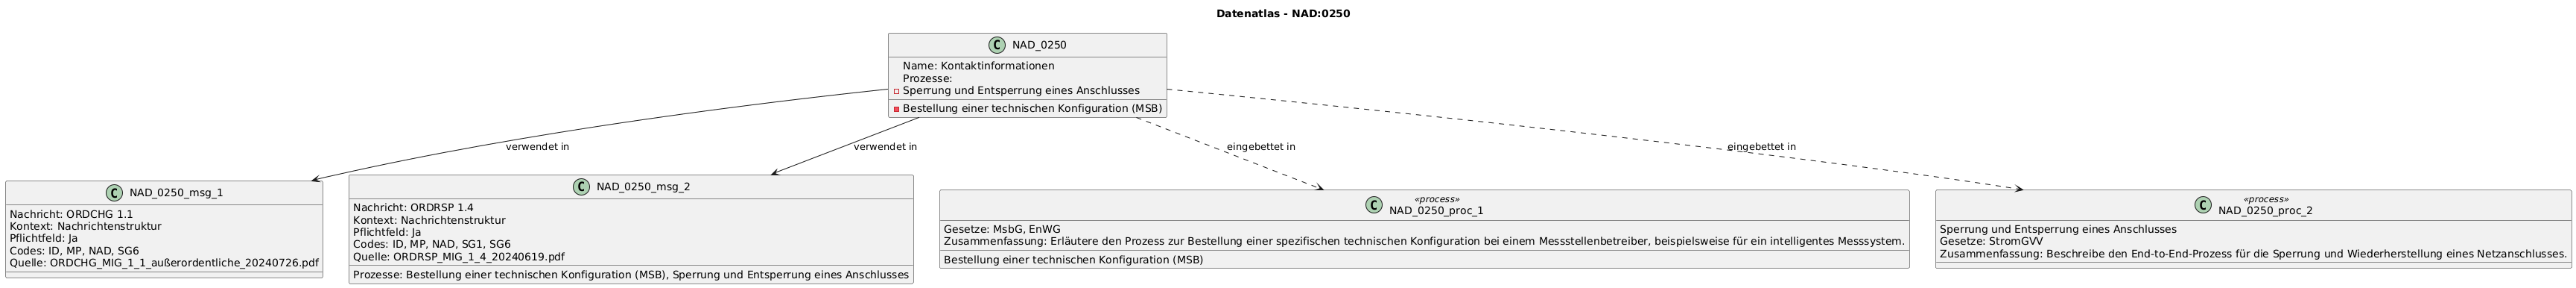 Datenatlas - NAD:0250
C NAD_0250
Name: Kontaktinformationen
Prozesse:
Sperrung und Entsperrung eines Anschlusses
Bestellung einer technischen Konfiguration (MSB)
verwendet in
verwendet in
eingebettet in
eingebettet in
C NAD_0250_msg_1
Nachricht: ORDCHG 1.1
Kontext: Nachrichtenstruktur
Pflichtfeld: Ja
Codes: ID, MP, NAD, SG6
Quelle: ORDCHG_MIG_1_1_außerordentliche_20240726.pdf
C NAD_0250_msg_2
Nachricht: ORDRSP 1.4
Kontext: Nachrichtenstruktur
Pflichtfeld: Ja
Codes: ID, MP, NAD, SG1, SG6
Quelle: ORDRSP_MIG_1_4_20240619.pdf
Prozesse: Bestellung einer technischen Konfiguration (MSB), Sperrung und Entsperrung eines Anschlusses
«process»
C NAD_0250_proc_1
Gesetze: MsbG, EnWG
Zusammenfassung: Erläutere den Prozess zur Bestellung einer spezifischen technischen Konfiguration bei einem Messstellenbetreiber, beispielsweise für ein intelligentes Messsystem.
Bestellung einer technischen Konfiguration (MSB)
«process»
C NAD_0250_proc_2
Sperrung und Entsperrung eines Anschlusses
Gesetze: StromGVV
Zusammenfassung: Beschreibe den End-to-End-Prozess für die Sperrung und Wiederherstellung eines Netzanschlusses.